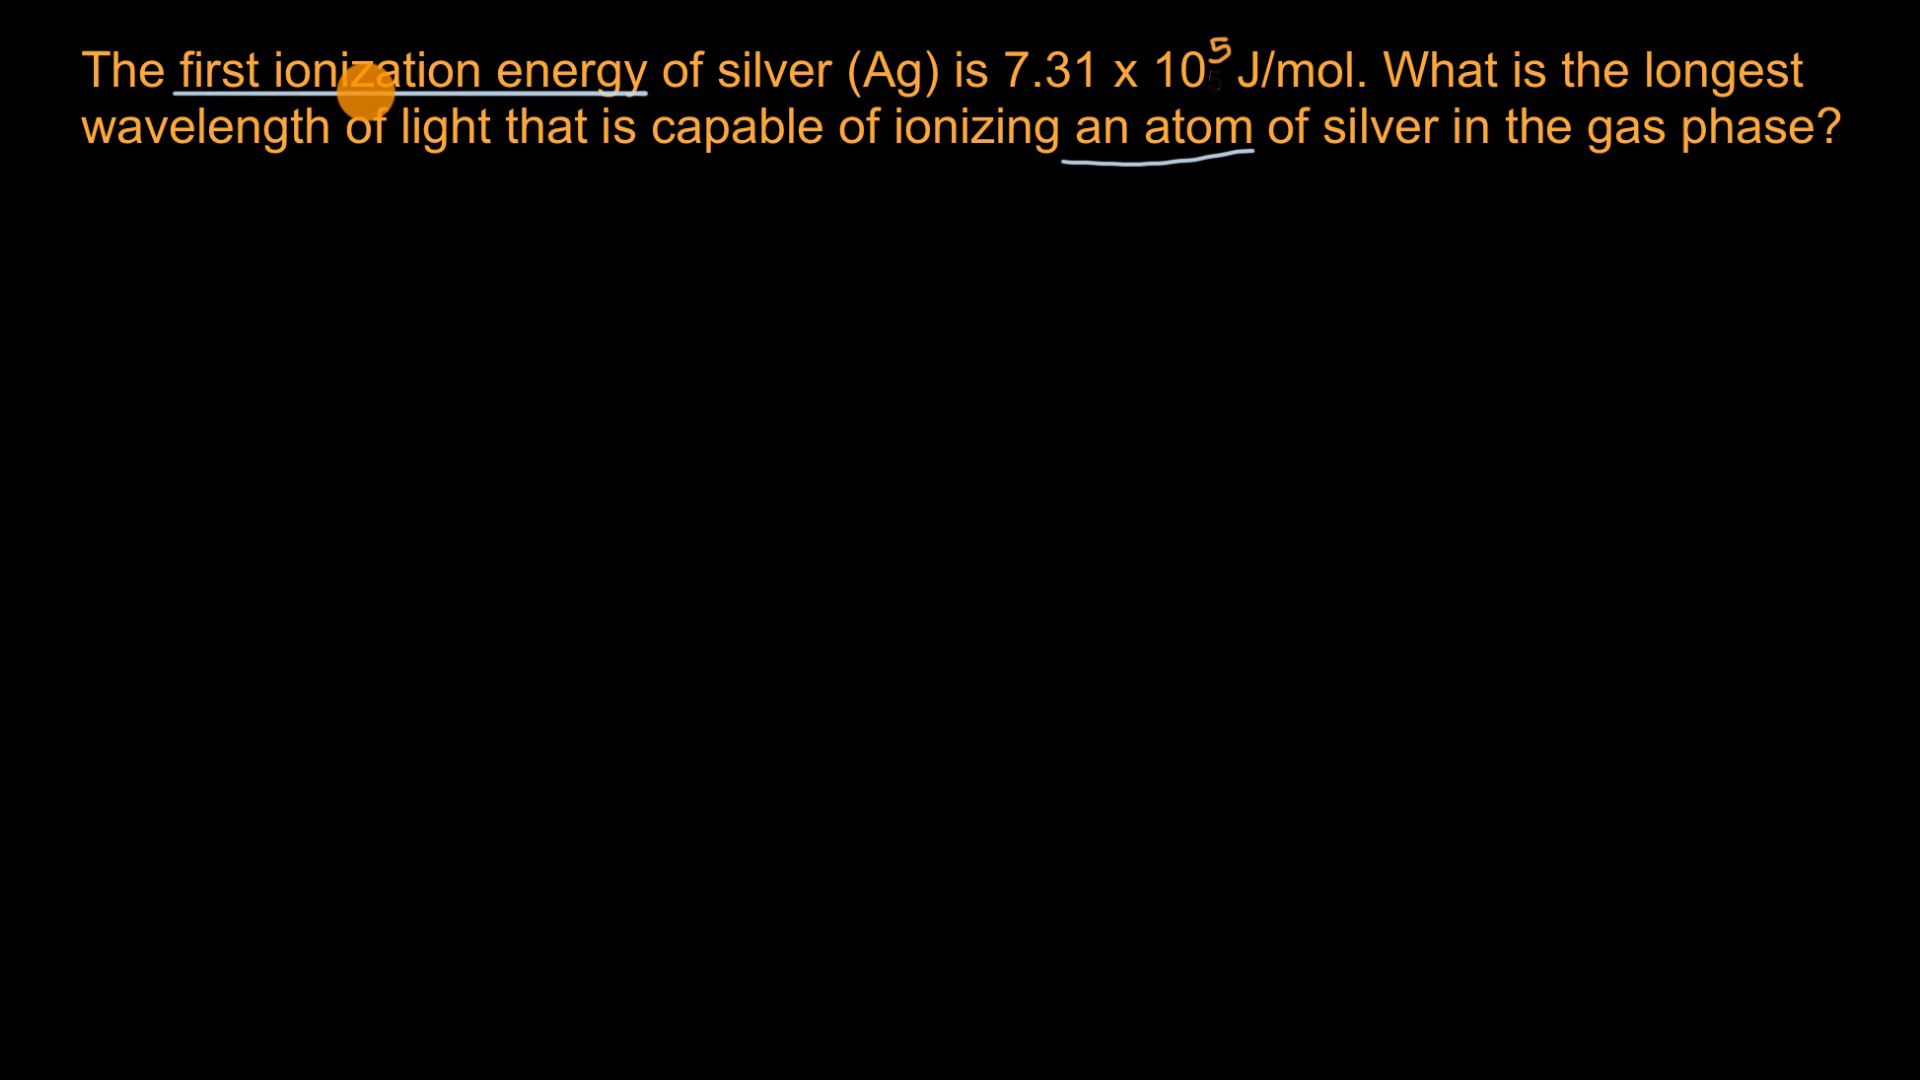 The first ionization energy of silver (Ag) is 7.31 x 10⁵ J/mol. What is the longest
wavelength of light that is capable of ionizing an atom of silver in the gas phase?